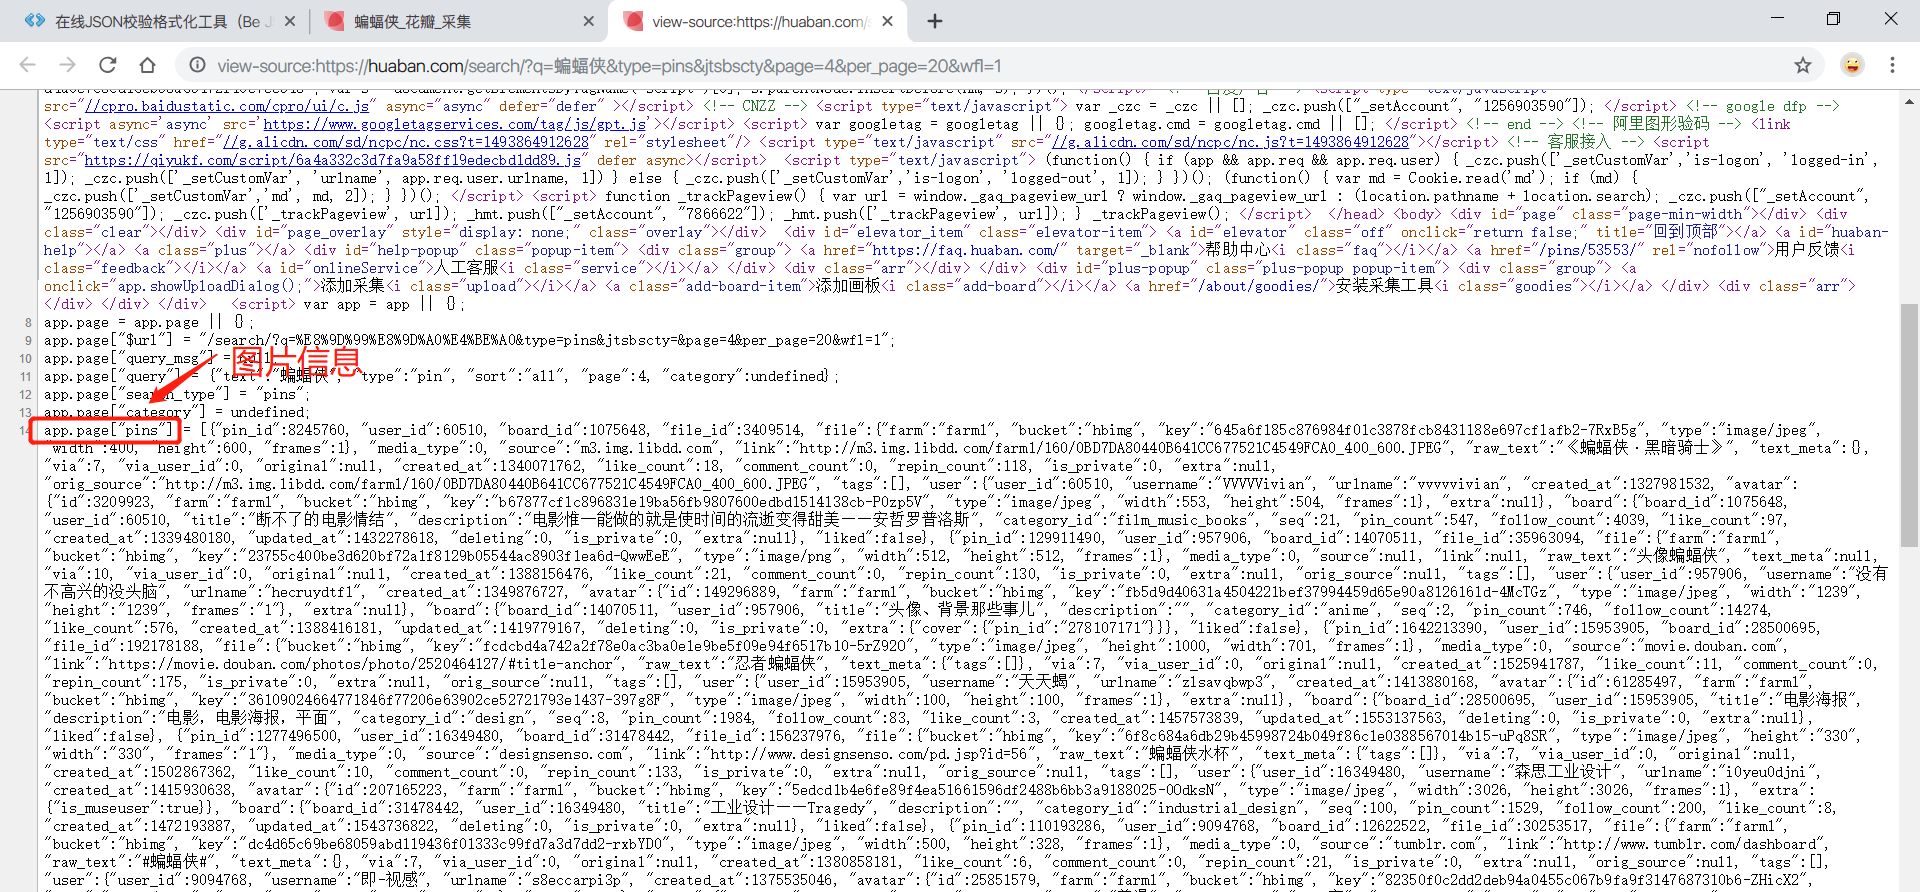 在线JSON校验格式化工具（Be J
蝙蝠侠_花瓣_采集
view-source:https://huaban.com/s
view-source:https://huaban.com/search/?q=蝙蝠侠&type=pins&jtsbscty&page=4&per_page=20&wfl=1
src="//cpro.baidustatic.com/cpro/ui/c.js" async="async" defer="defer" ></script> <!-- CNZZ --> <script type="text/javascript"> var _czc = _czc || []; _czc.push(["_setAccount", "1256903590"]); </script> <!-- google dfp -->
<script async='async' src='https://www.googletagservices.com/tag/js/gpt.js'></script> <script> var googletag = googletag || {}; googletag.cmd = googletag.cmd || []; </script> <!-- end --> <!-- 阿里图形验码 --> <link
type="text/css" href="//g.alicdn.com/sd/ncpc/nc.css?t=1493864912628" rel="stylesheet"/> <script type="text/javascript" src="//g.alicdn.com/sd/ncpc/nc.js?t=1493864912628"></script> <!-- 客服接入 --> <script
src="https://qiyukf.com/script/6a4a332c3d7fa9a58ff19edecbd1dd89.js" defer async></script>  <script type="text/javascript"> (function() { if (app && app.req && app.req.user) { _czc.push(['_setCustomVar','is-logon', 'logged-in',
1]); _czc.push(['_setCustomVar', 'urlname', app.req.user.urlname, 1]) } else { _czc.push(['_setCustomVar','is-logon', 'logged-out', 1]); } })(); (function() { var md = Cookie.read('md'); if (md) {
_czc.push(['_setCustomVar','md', md, 2]); } })(); </script> <script> function _trackPageview() { var url = window._gaq_pageview_url ? window._gaq_pageview_url : (location.pathname + location.search); _czc.push(["_setAccount",
"1256903590"]); _czc.push(['_trackPageview', url]); _hmt.push(["_setAccount", "7866622"]); _hmt.push(['_trackPageview', url]); } _trackPageview(); </script>  </head> <body> <div id="page" class="page-min-width"></div> <div
class="clear"></div> <div id="page_overlay" style="display: none;" class="overlay"></div>  <div id="elevator_item" class="elevator-item"> <a id="elevator" class="off" onclick="return false;" title="回到顶部"></a> <a id="huaban-
help"></a> <a class="plus"></a> <div id="help-popup" class="popup-item"> <div class="group"> <a href="https://faq.huaban.com/" target="_blank">帮助中心<i class="faq"></i></a> <a href="/pins/53553/" rel="nofollow">用户反馈<i
class="feedback"></i></a> <a id="onlineService">人工客服<i class="service"></i></a> </div> <div class="arr"></div> </div> <div id="plus-popup" class="plus-popup popup-item"> <div class="group"> <a
onclick="app.showUploadDialog();">添加采集<i class="upload"></i></a> <a class="add-board-item">添加画板<i class="add-board"></i></a> <a href="/about/goodies/">安装采集工具<i class="goodies"></i></a> </div> <div class="arr">
</div> </div> </div>   <script> var app = app || {};
8 app.page = app.page || {};
9 app.page["$url"] = "/search/?q=%E8%9D%99%E8%9D%A0%E4%BE%A0&type=pins&jtsbscty=&page=4&per_page=20&wfl=1";
图片信息
10 app.page["query_msg"] =
11 app.page["query"] = {"text":"蝙蝠侠", "type":"pin", "sort":"all", "page":4, "category":undefined};
12 app.page["search_type"] = "pins";
13 app.page["category"] = undefined;
14 app.page["pins"] = [{"pin_id":8245760, "user_id":60510, "board_id":1075648, "file_id":3409514, "file":{"farm":"farm1", "bucket":"hbimg", "key":"645a6f185c876984f01c3878fcb8431188e697cf1afb2-7RxB5g", "type":"image/jpeg",
"width":400, "height":600, "frames":1}, "media_type":0, "source":"m3.img.libdd.com", "link":"http://m3.img.libdd.com/farm1/160/0BD7DA80440B641CC677521C4549FCA0_400_600.JPEG", "raw_text":"《蝙蝠侠·黑暗骑士》", "text_meta":{},
"via":7, "via_user_id":0, "original":null, "created_at":1340071762, "like_count":18, "comment_count":0, "repin_count":118, "is_private":0, "extra":null,
"orig_source":"http://m3.img.libdd.com/farm1/160/0BD7DA80440B641CC677521C4549FCA0_400_600.JPEG", "tags":[], "user":{"user_id":60510, "username":"VVVVVivian", "urlname":"vvvvvivian", "created_at":1327981532, "avatar":
{"id":3209923, "farm":"farm1", "bucket":"hbimg", "key":"b67877cf1c896831e19ba56fb9807600edbd1514138cb-P0zp5V", "type":"image/jpeg", "width":553, "height":504, "frames":1}, "extra":null}, "board":{"board_id":1075648,
"user_id":60510, "title":"断不了的电影情结", "description":"电影惟一能做的就是使时间的流逝变得甜美——安哲罗普洛斯", "category_id":"film_music_books", "seq":21, "pin_count":547, "follow_count":4039, "like_count":97,
"created_at":1339480180, "updated_at":1432278618, "deleting":0, "is_private":0, "extra":null}, "liked":false}, {"pin_id":129911490, "user_id":957906, "board_id":14070511, "file_id":35963094, "file":{"farm":"farm1",
"bucket":"hbimg", "key":"23755c400be3d620bf72a1f8129b05544ac8903f1ea6d-QwwEeE", "type":"image/png", "width":512, "height":512, "frames":1}, "media_type":0, "source":null, "link":null, "raw_text":"头像蝙蝠侠", "text_meta":null,
"via":10, "via_user_id":0, "original":null, "created_at":1388156476, "like_count":21, "comment_count":0, "repin_count":130, "is_private":0, "extra":null, "orig_source":null, "tags":[], "user":{"user_id":957906, "username":"没有
不高兴的没头脑", "urlname":"hecruydtf1", "created_at":1349876727, "avatar":{"id":149296889, "farm":"farm1", "bucket":"hbimg", "key":"fb5d9d40631a4504221bef37994459d65e90a8126161d-4McTGz", "type":"image/jpeg", "width":"1239",
"height":"1239", "frames":"1"}, "extra":null}, "board":{"board_id":14070511, "user_id":957906, "title":"头像、背景那些事儿", "description":"", "category_id":"anime", "seq":2, "pin_count":746, "follow_count":14274,
"like_count":576, "created_at":1388416181, "updated_at":1419779167, "deleting":0, "is_private":0, "extra":{"cover":{"pin_id":"278107171"}}}, "liked":false}, {"pin_id":1642213390, "user_id":15953905, "board_id":28500695,
"file_id":192178188, "file":{"bucket":"hbimg", "key":"fcdcbd4a742a2f78e0ac3ba0e1e9be5f09e94f6517b10-5rZ92O", "type":"image/jpeg", "height":1000, "width":701, "frames":1}, "media_type":0, "source":"movie.douban.com",
"link":"https://movie.douban.com/photos/photo/2520464127/#title-anchor", "raw_text":"忍者蝙蝠侠", "text_meta":{"tags":[]}, "via":7, "via_user_id":0, "original":null, "created_at":1525941787, "like_count":11, "comment_count":0,
"repin_count":175, "is_private":0, "extra":null, "orig_source":null, "tags":[], "user":{"user_id":15953905, "username":"天天蝎", "urlname":"zlsavqbwp3", "created_at":1413880168, "avatar":{"id":61285497, "farm":"farm1",
"bucket":"hbimg", "key":"36109024664771846f77206e63902ce52721793e1437-397g8F", "type":"image/jpeg", "width":100, "height":100, "frames":1}, "extra":null}, "board":{"board_id":28500695, "user_id":15953905, "title":"电影海报",
"description":"电影，电影海报，平面", "category_id":"design", "seq":8, "pin_count":1984, "follow_count":83, "like_count":3, "created_at":1457573839, "updated_at":1553137563, "deleting":0, "is_private":0, "extra":null},
"liked":false}, {"pin_id":1277496500, "user_id":16349480, "board_id":31478442, "file_id":156237976, "file":{"bucket":"hbimg", "key":"6f8c684a6db29b45998724b049f86c1e0388567014b15-uPq8SR", "type":"image/jpeg", "height":"330",
"width":"330", "frames":"1"}, "media_type":0, "source":"designsenso.com", "link":"http://www.designsenso.com/pd.jsp?id=56", "raw_text":"蝙蝠侠水杯", "text_meta":{"tags":[]}, "via":7, "via_user_id":0, "original":null,
"created_at":1502867362, "like_count":10, "comment_count":0, "repin_count":133, "is_private":0, "extra":null, "orig_source":null, "tags":[], "user":{"user_id":16349480, "username":"森思工业设计", "urlname":"i0yeu0djni",
"created_at":1415930638, "avatar":{"id":207165223, "farm":"farm1", "bucket":"hbimg", "key":"5edcd1b4e6fe89f4ea51661596df2488b6bb3a9188025-00dksN", "type":"image/jpeg", "width":3026, "height":3026, "frames":1}, "extra":
{"is_museuser":true}}, "board":{"board_id":31478442, "user_id":16349480, "title":"工业设计——Tragedy", "description":"", "category_id":"industrial_design", "seq":100, "pin_count":1529, "follow_count":200, "like_count":8,
"created_at":1472193887, "updated_at":1543736822, "deleting":0, "is_private":0, "extra":null}, "liked":false}, {"pin_id":110193286, "user_id":9094768, "board_id":12622522, "file_id":30253517, "file":{"farm":"farm1",
"bucket":"hbimg", "key":"dc4d65c69be68059abd119436f01333c99fd7a3d7dd2-rxbYD0", "type":"image/jpeg", "width":500, "height":328, "frames":1}, "media_type":0, "source":"tumblr.com", "link":"http://www.tumblr.com/dashboard",
"raw_text":"#蝙蝠侠#", "text_meta":{}, "via":7, "via_user_id":0, "original":null, "created_at":1380858181, "like_count":6, "comment_count":0, "repin_count":21, "is_private":0, "extra":null, "orig_source":null, "tags":[],
"user":{"user_id":9094768, "username":"即-视感", "urlname":"s8eccarpi3p", "created_at":1375535046, "avatar":{"id":25851579, "farm":"farm1", "bucket":"hbimg", "key":"82350f0c2dd2deb94a0455c067b9fa9f3147687310b6-ZHicX2",